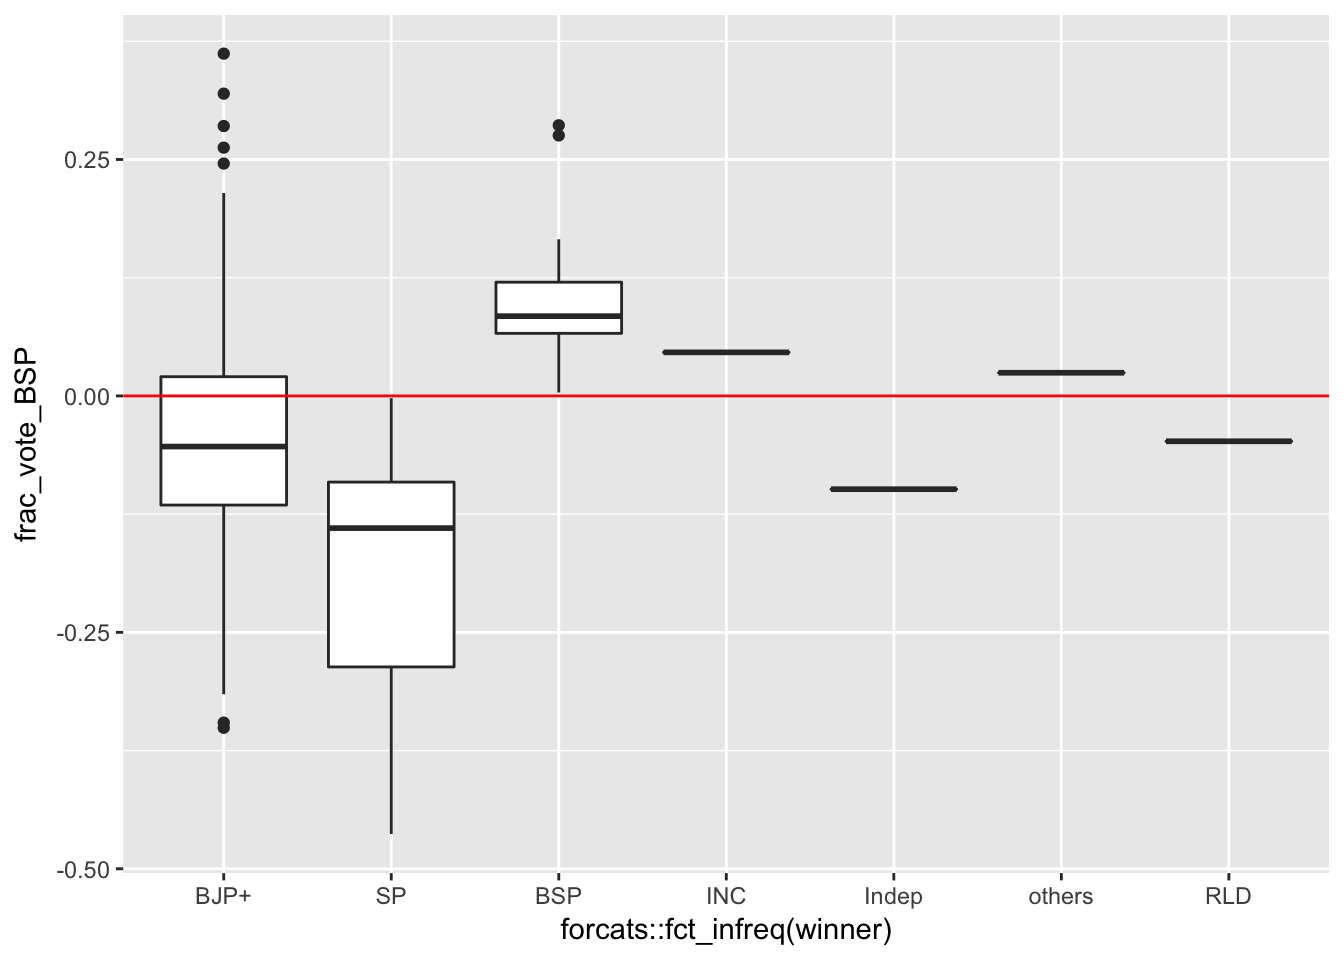 frac_vote_BSP
0.25
0.00
-0.25
-0.50
BJP+ SP BSP INC Indep others RLD
forcats::fct_infreq(winner)